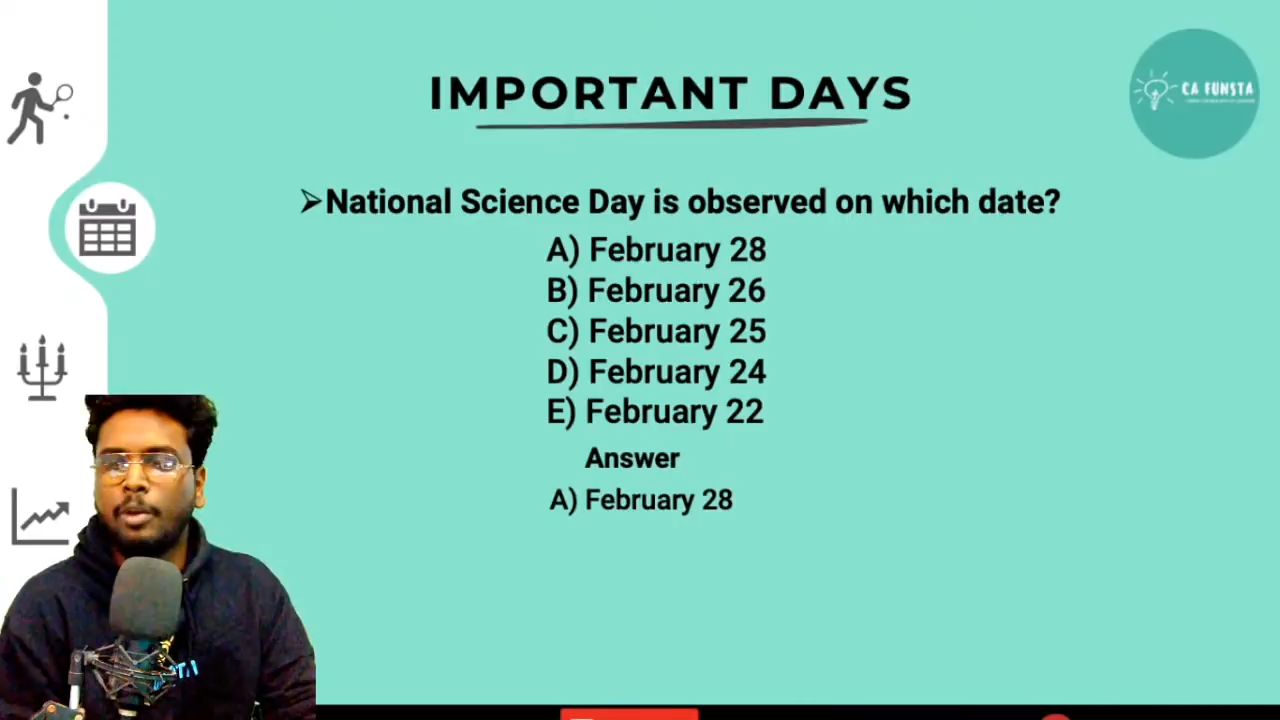 IMPORTANT DAYS
CA FUNSTA
➢National Science Day is observed on which date?
A) February 28
B) February 26
C) February 25
D) February 24
E) February 22
Answer
A) February 28